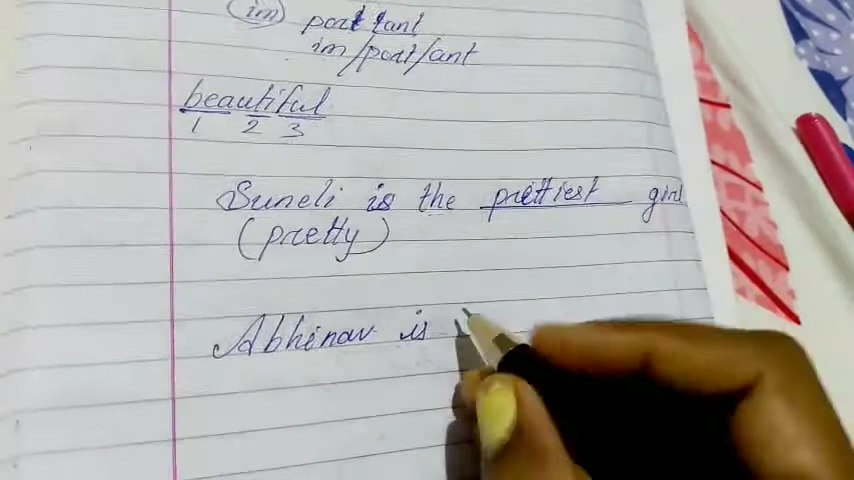 im port tant
im/port/ant
beautiful
1 2 3
Suneli is the prettiest girl
(pretty)
Abhinav is